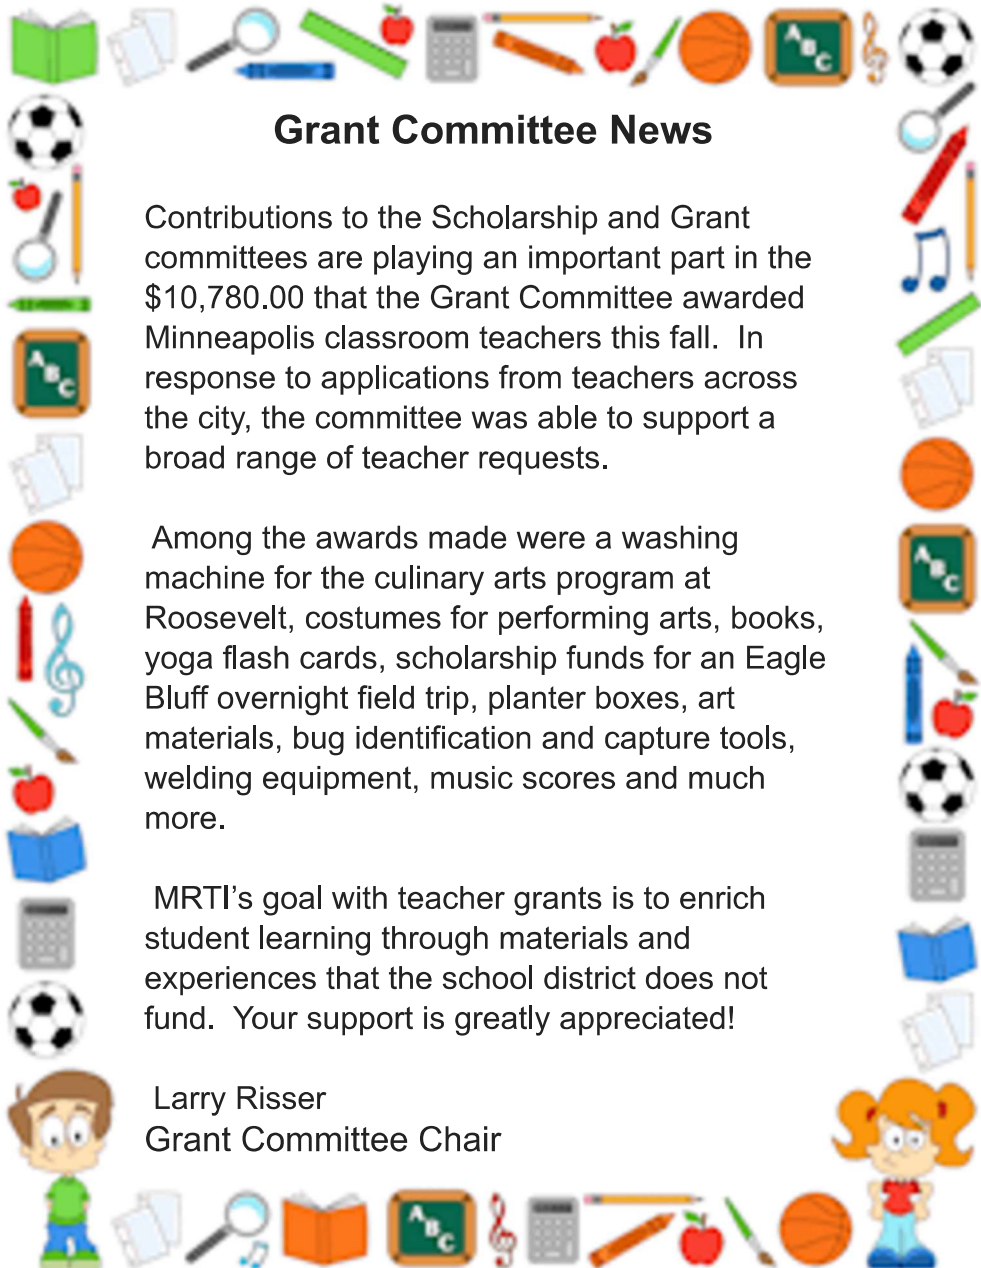 Grant Committee News
Contributions to the Scholarship and Grant
committees are playing an important part in the
$10,780.00 that the Grant Committee awarded
Minneapolis classroom teachers this fall.  In
response to applications from teachers across
the city, the committee was able to support a
broad range of teacher requests.
Among the awards made were a washing
machine for the culinary arts program at
Roosevelt, costumes for performing arts, books,
yoga flash cards, scholarship funds for an Eagle
Bluff overnight field trip, planter boxes, art
materials, bug identification and capture tools,
welding equipment, music scores and much
more.
MRTI’s goal with teacher grants is to enrich
student learning through materials and
experiences that the school district does not
fund.  Your support is greatly appreciated!
Larry Risser
Grant Committee Chair
ABC
ABC
ABC
ABC